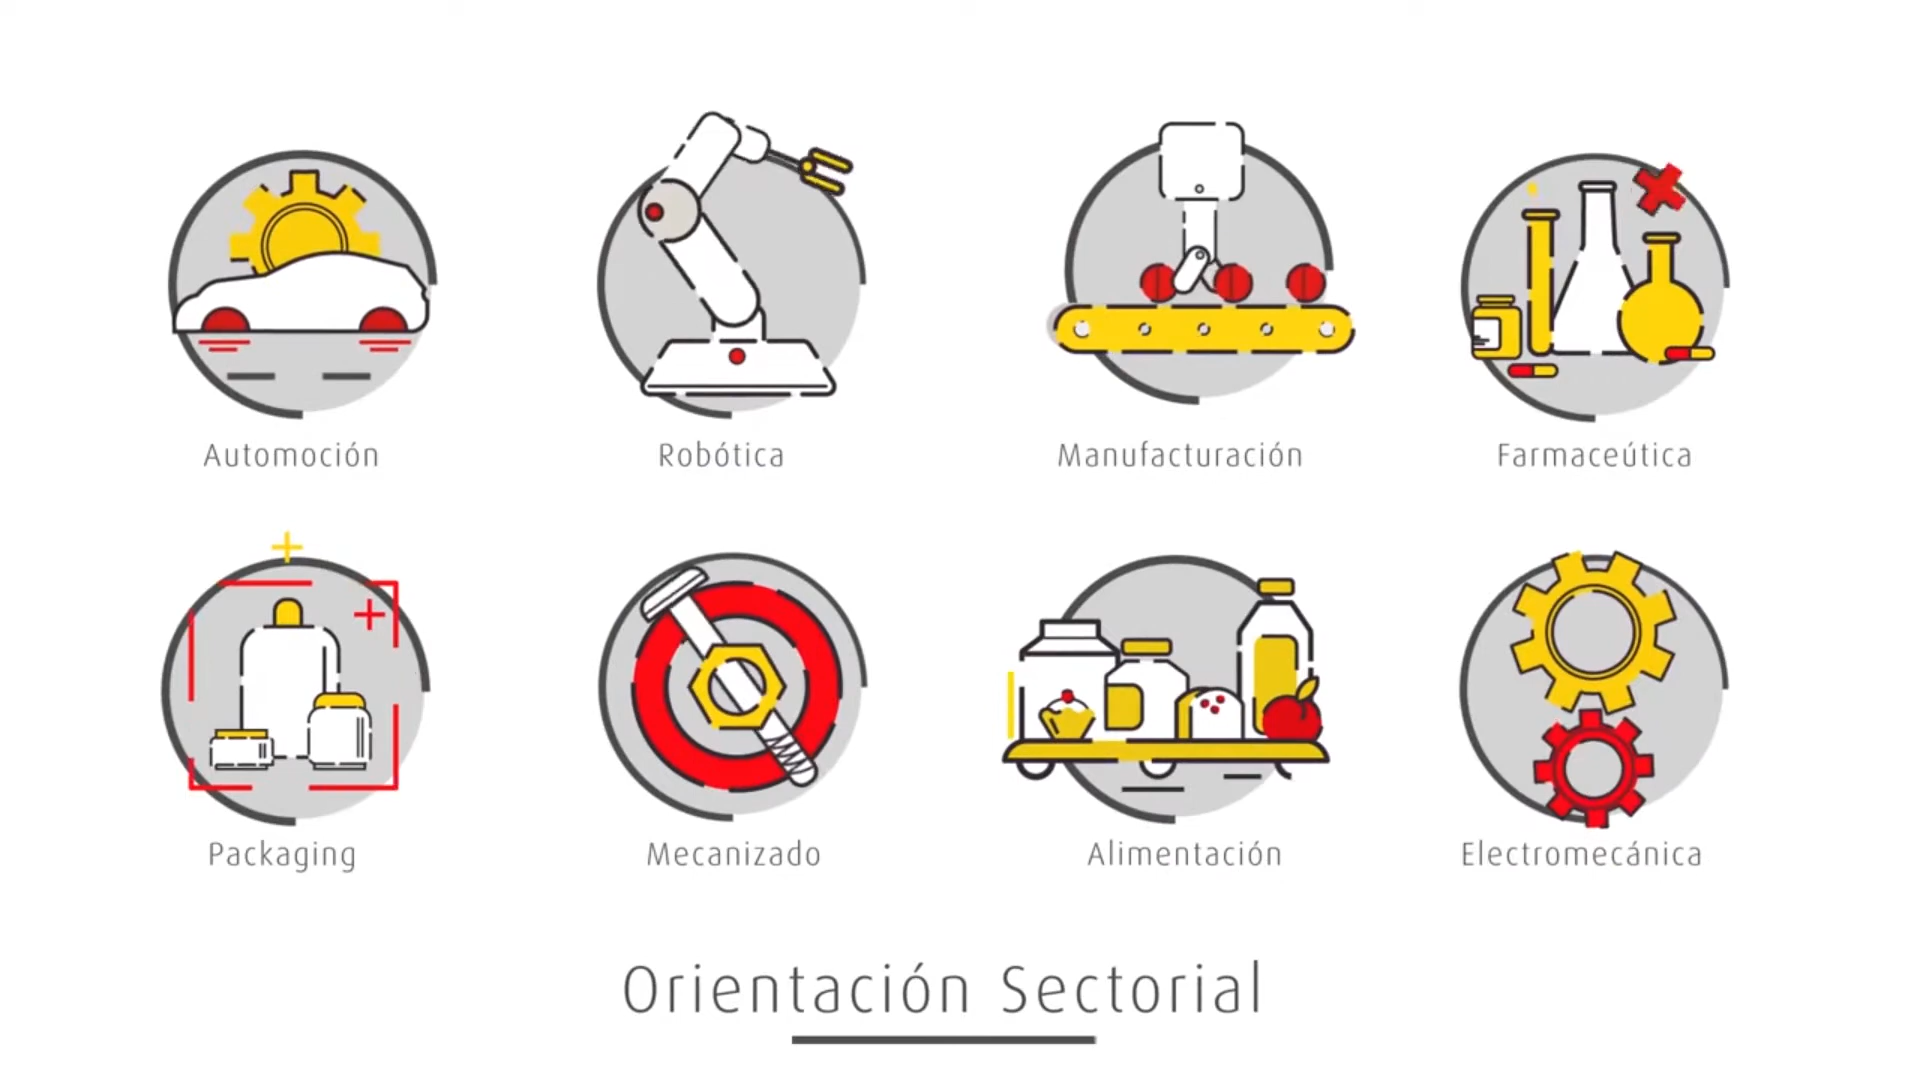 Automoción
Robótica
Manufacturación
Farmaceútica
Packaging
Mecanizado
Alimentación
Electromecánica
Orientación Sectorial